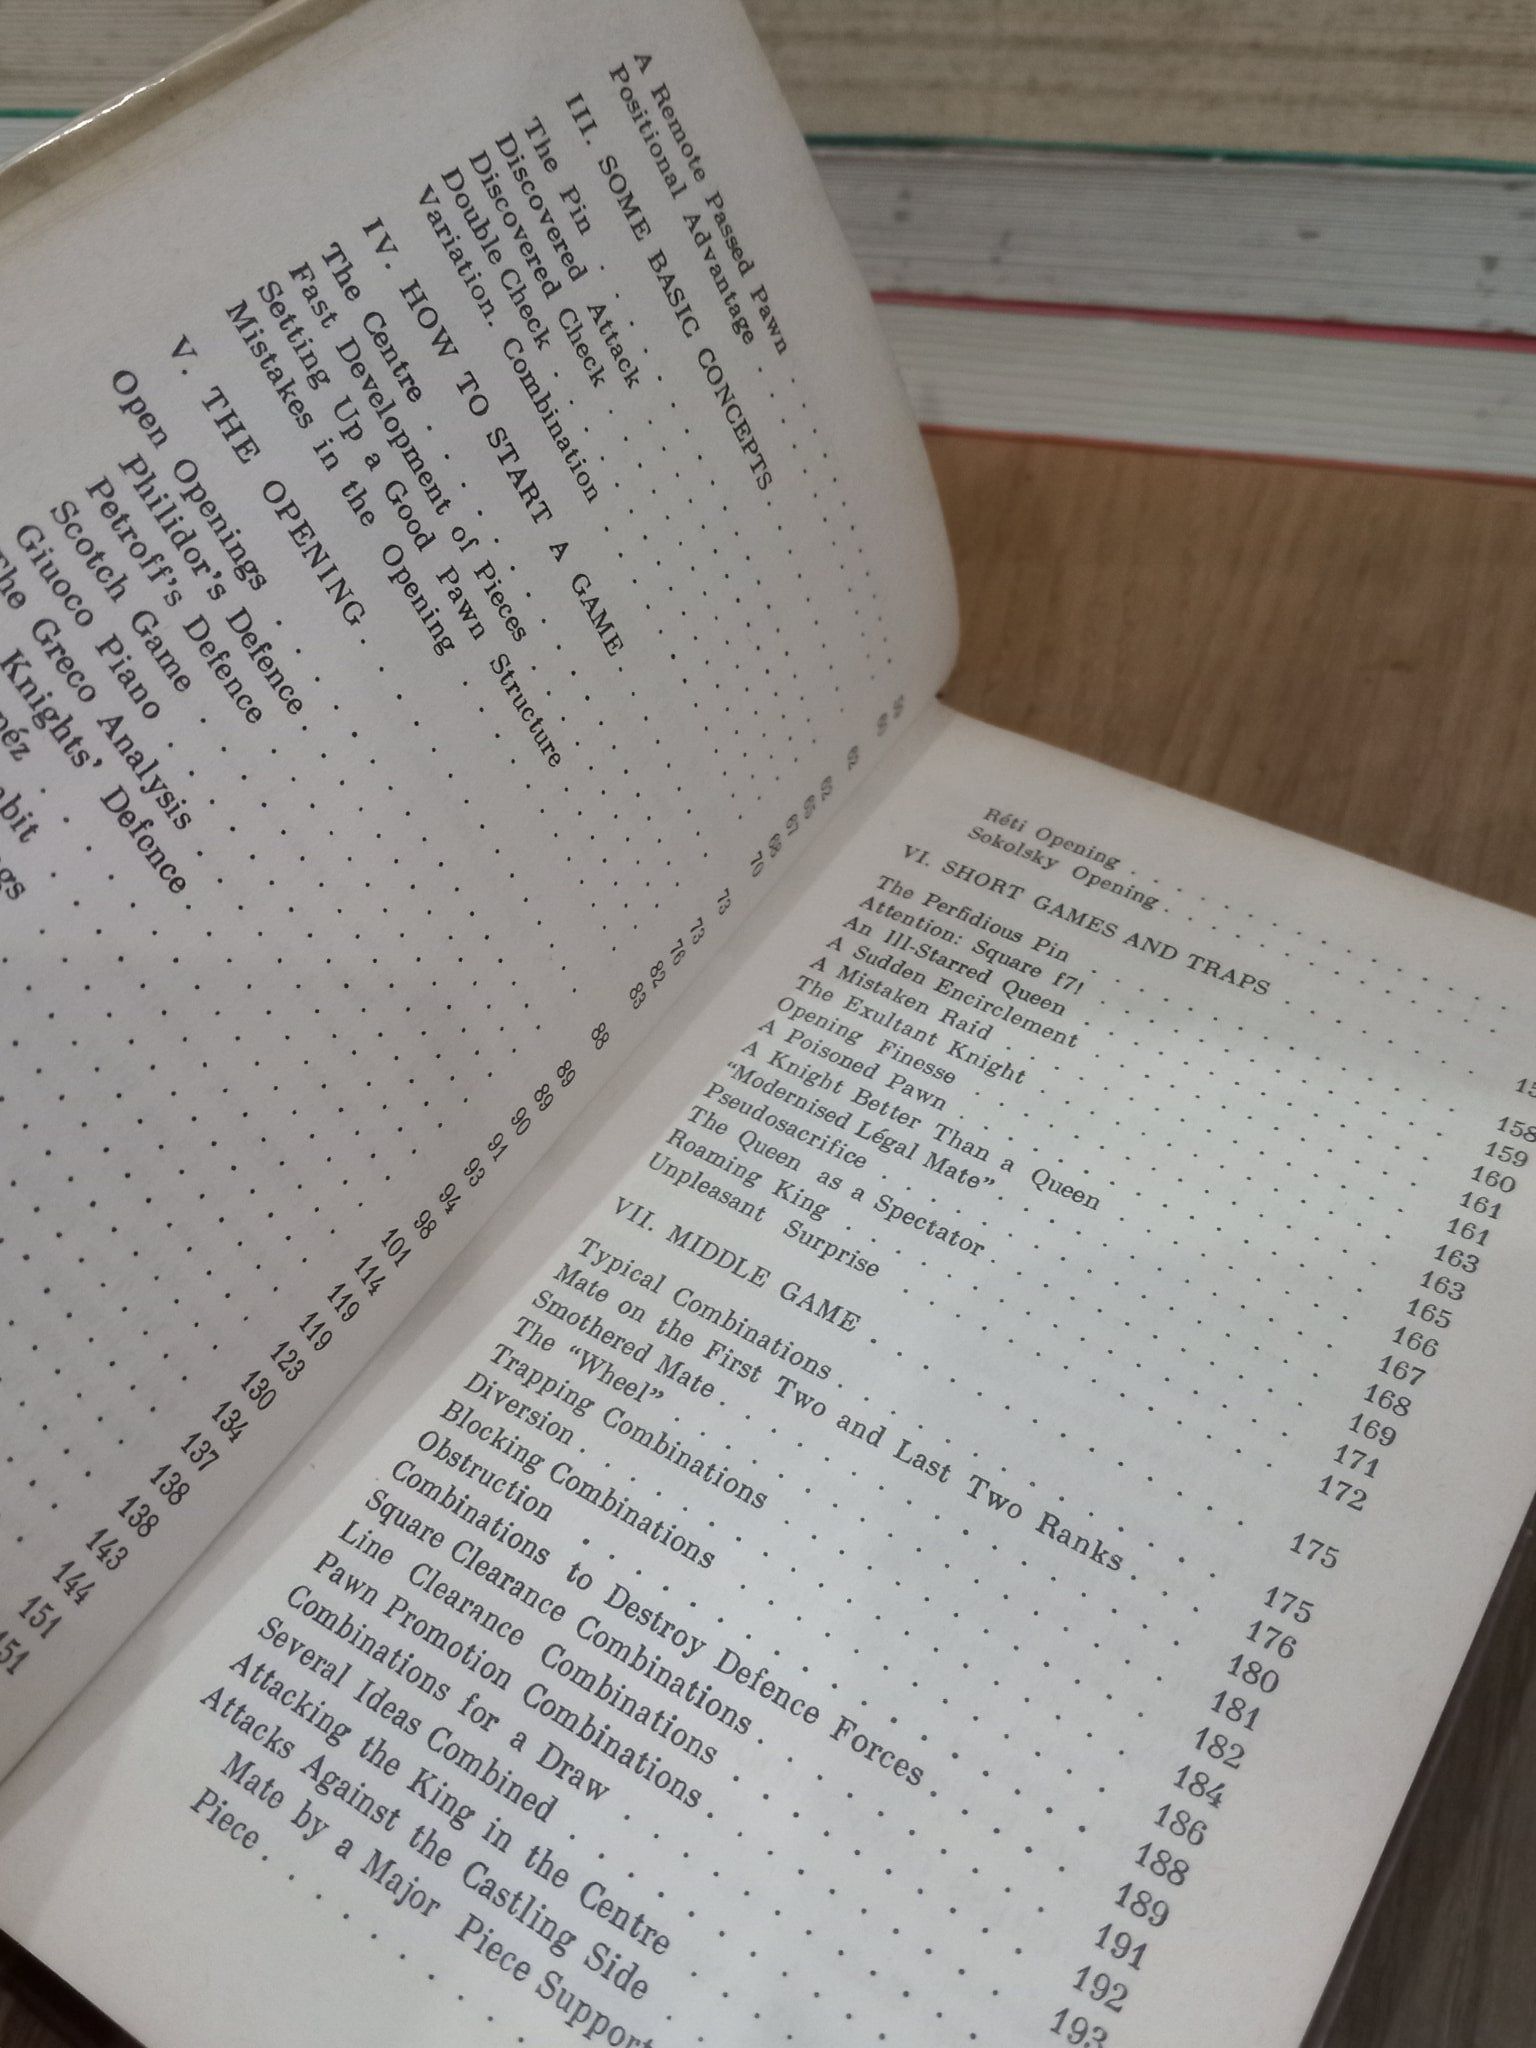 A Remote Passed Pawn
Positional Advantage
III. SOME BASIC CONCEPTS . . . 62
The Pin . . . 62
Discovered Attack . . . 65
Discovered Check . . . 67
Double Check . . . 68
Variation. Combination . . . 70
IV. HOW TO START A GAME . . . 73
The Centre . . . 73
Fast Development of Pieces . . . 76
Setting Up a Good Pawn Structure . . . 82
Mistakes in the Opening . . . 83
V. THE OPENING . . . 88
Open Openings . . . 89
Philidor's Defence . . . 89
Petroff's Defence . . . 90
Scotch Game . . . 91
Giuoco Piano . . . 93
The Greco Analysis . . . 94
Knights' Defence . . . 98
101
114
119
119
123
130
134
137
138
138
143
144
151
151
Réti Opening
Sokolsky Opening
VI. SHORT GAMES AND TRAPS
The Perfidious Pin . . . 158
Attention: Square f7! . . . 159
An Ill-Starred Queen . . . 160
A Sudden Encirclement . . . 161
A Mistaken Raid . . . 161
The Exultant Knight . . . 163
Opening Finesse . . . 163
A Poisoned Pawn . . . 165
A Knight Better Than a Queen . . . 166
“Modernised Légal Mate” . . . 167
Pseudosacrifice . . . 168
The Queen as a Spectator . . . 169
Roaming King . . . 171
Unpleasant Surprise . . . 172
VII. MIDDLE GAME . . . 175
Typical Combinations . . . 175
Mate on the First Two and Last Two Ranks . . . 176
Smothered Mate . . . 180
The “Wheel” . . . 181
Trapping Combinations . . . 182
Diversion . . . 184
Blocking Combinations . . . 186
Obstruction . . . 188
Combinations to Destroy Defence Forces . . . 189
Square Clearance Combinations . . . 191
Line Clearance Combinations . . . 192
Pawn Promotion Combinations . . . 193
Combinations for a Draw
Several Ideas Combined
Attacking the King in the Centre
Attacks Against the Castling Side
Mate by a Major Piece
Piece